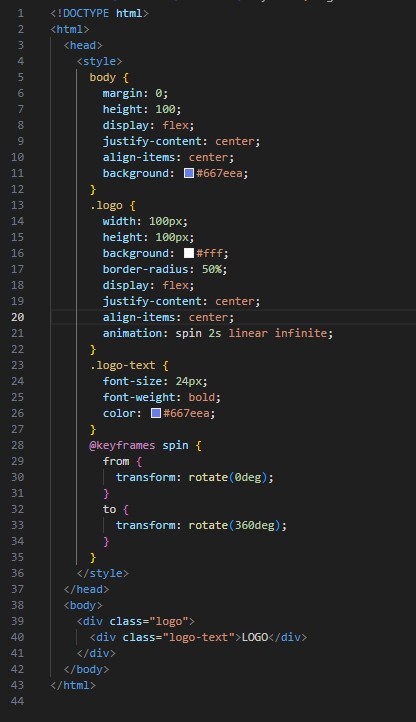 1 <!DOCTYPE html>
2 <html>
3 <head>
4 <style>
5 body {
6 margin: 0;
7 height: 100;
8 display: flex;
9 justify-content: center;
10 align-items: center;
11 background: #667eea;
12 }
13 .logo {
14 width: 100px;
15 height: 100px;
16 background: #fff;
17 border-radius: 50%;
18 display: flex;
19 justify-content: center;
20 align-items: center;
21 animation: spin 2s linear infinite;
22 }
23 .logo-text {
24 font-size: 24px;
25 font-weight: bold;
26 color: #667eea;
27 }
28 @keyframes spin {
29 from {
30 transform: rotate(0deg);
31 }
32 to {
33 transform: rotate(360deg);
34 }
35 }
36 </style>
37 </head>
38 <body>
39 <div class="logo">
40 <div class="logo-text">LOGO</div>
41 </div>
42 </body>
43 </html>
44